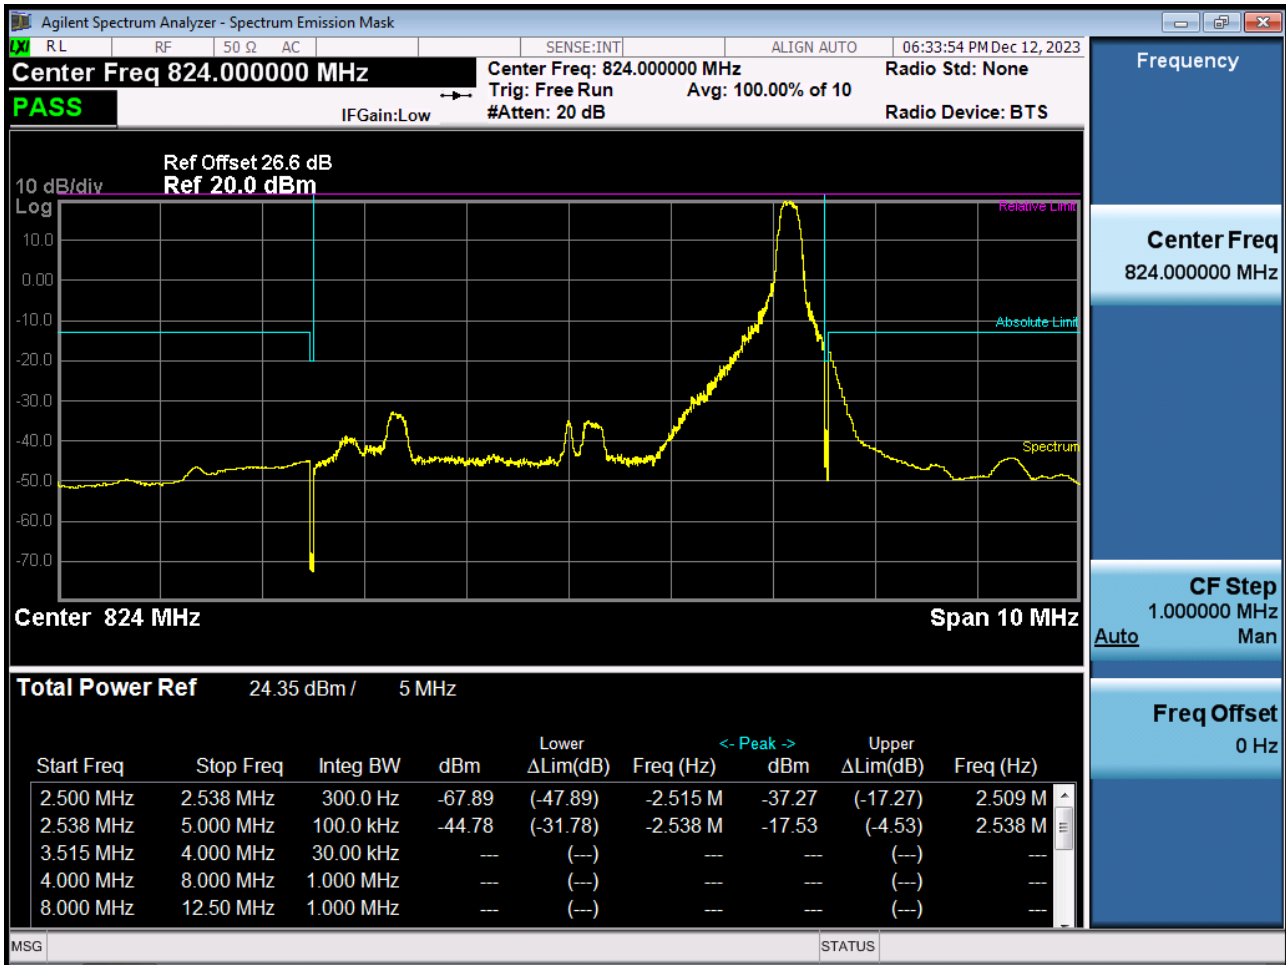 Agilent Spectrum Analyzer - Spectrum Emission Mask
LXI RL RF 50 Ω AC SENSE:INT ALIGN AUTO 06:33:54 PM Dec 12, 2023
Center Freq 824.000000 MHz
Center Freq: 824.000000 MHz Radio Std: None
Trig: Free Run Avg: 100.00% of 10
PASS
IFGain:Low #Atten: 20 dB Radio Device: BTS
Ref Offset 26.6 dB
10 dB/div Ref 20.0 dBm
Log
Relative Limit
10.0
0.00
-10.0
Absolute Limit
-20.0
-30.0
-40.0
Spectrum
-50.0
-60.0
-70.0
Center 824 MHz Span 10 MHz
Total Power Ref 24.35 dBm / 5 MHz
Lower <- Peak -> Upper
Start Freq Stop Freq Integ BW dBm ΔLim(dB) Freq (Hz) dBm ΔLim(dB) Freq (Hz)
2.500 MHz 2.538 MHz 300.0 Hz -67.89 (-47.89) -2.515 M -37.27 (-17.27) 2.509 M
2.538 MHz 5.000 MHz 100.0 kHz -44.78 (-31.78) -2.538 M -17.53 (-4.53) 2.538 M
3.515 MHz 4.000 MHz 30.00 kHz --- (---) --- --- (---) ---
4.000 MHz 8.000 MHz 1.000 MHz --- (---) --- --- (---) ---
8.000 MHz 12.50 MHz 1.000 MHz --- (---) --- --- (---) ---
MSG STATUS
Frequency
Center Freq
824.000000 MHz
CF Step
1.000000 MHz
Auto Man
Freq Offset
0 Hz